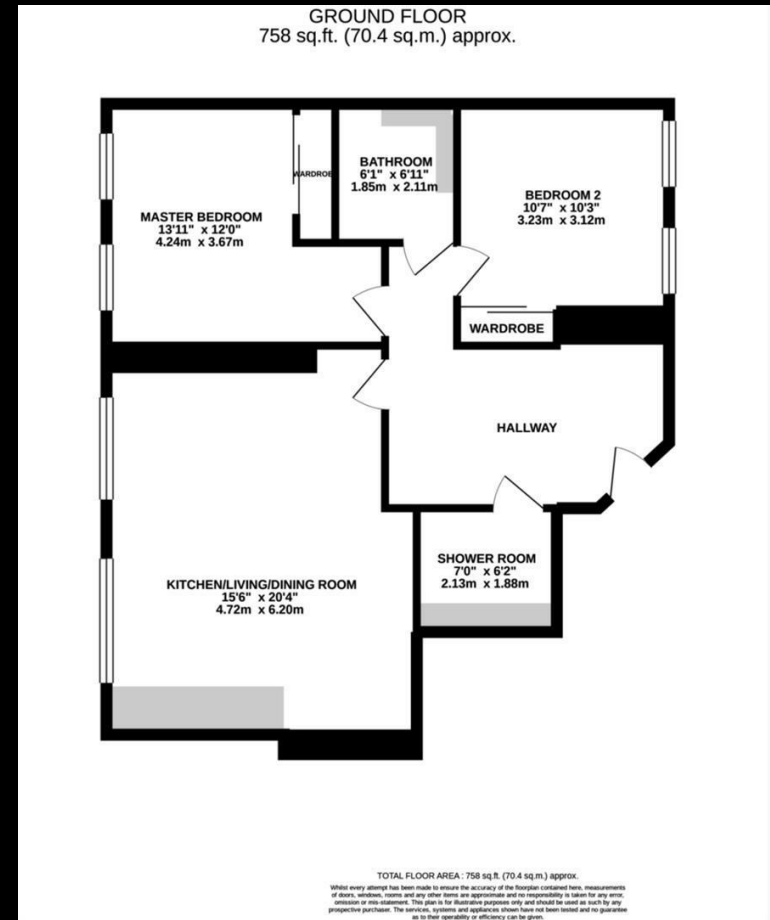 GROUND FLOOR
758 sq.ft. (70.4 sq.m.) approx.
BATHROOM
6'1" x 6'11"
1.85m x 2.11m
WARDROBE
BEDROOM 2
10'7" x 10'3"
3.23m x 3.12m
MASTER BEDROOM
13'11" x 12'0"
4.24m x 3.67m
WARDROBE
HALLWAY
SHOWER ROOM
7'0" x 6'2"
2.13m x 1.88m
KITCHEN/LIVING/DINING ROOM
15'6" x 20'4"
4.72m x 6.20m
TOTAL FLOOR AREA : 758 sq.ft. (70.4 sq.m.) approx.
Whilst every attempt has been made to ensure the accuracy of the floorplan contained here, measurements
of doors, windows, rooms and any other items are approximate and no responsibility is taken for any error,
omission or mis-statement. This plan is for illustrative purposes only and should be used as such by any
prospective purchaser. The services, systems and appliances shown have not been tested and no guarantee
as to their operability or efficiency can be given.